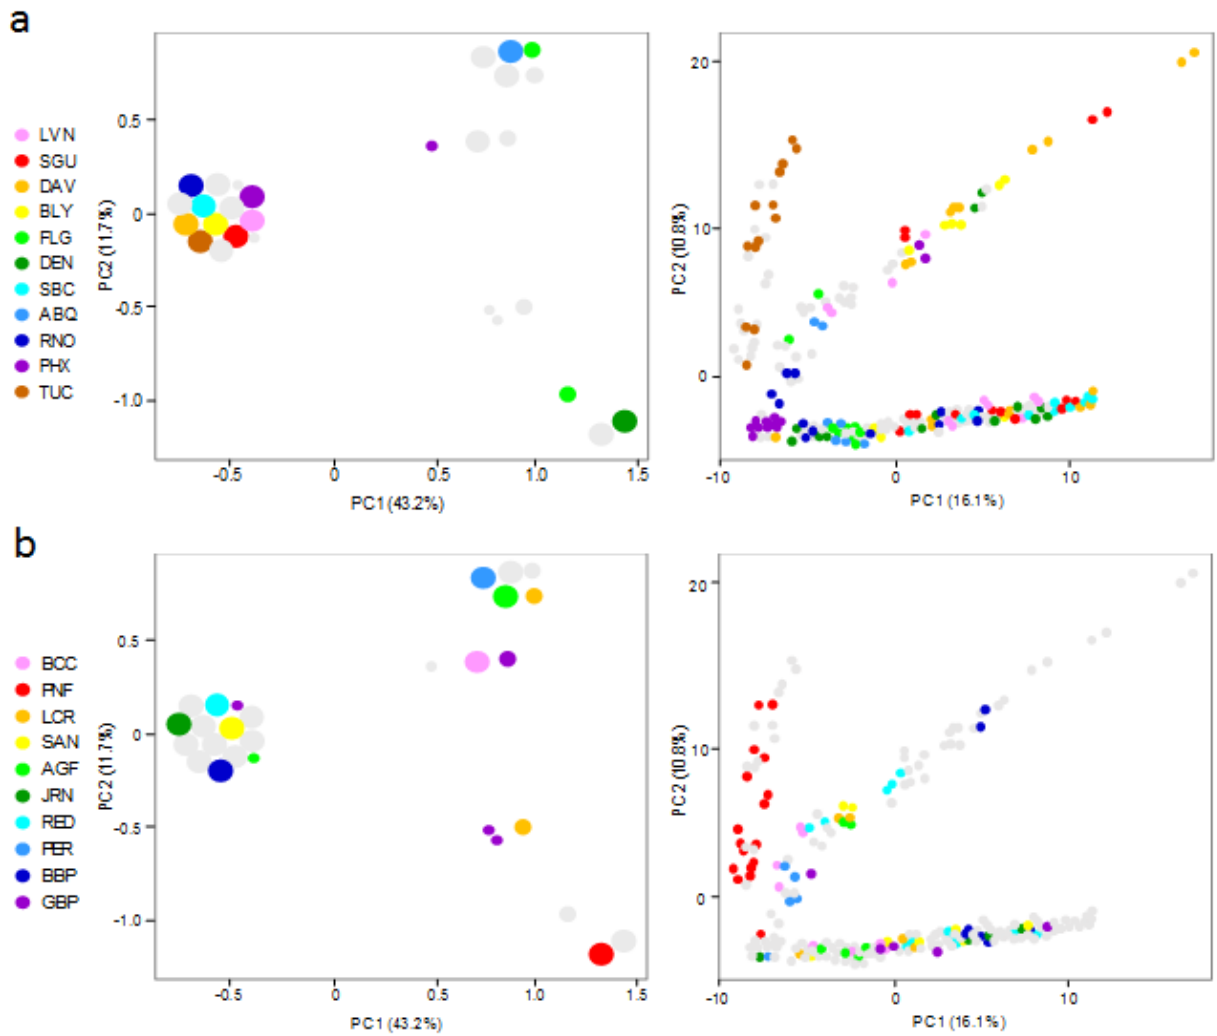 a
LVN
SGU
DAV
BLY
FLG
DEN
SBC
ABQ
RNO
PHX
TUC
PC2 (11.7%)
0.5
0
-0.5
-1.0
-0.5
0
0.5
1.0
1.5
PC1 (43.2%)
PC2 (10.8%)
20
10
0
-10
0
10
PC1 (16.1%)
b
BCC
PNF
LCR
SAN
AGF
JRN
RED
PER
BBP
GBP
PC2 (11.7%)
0.5
0
-0.5
-1.0
-0.5
0
0.5
1.0
1.5
PC1 (43.2%)
PC2 (10.8%)
20
10
0
-10
0
10
PC1 (16.1%)